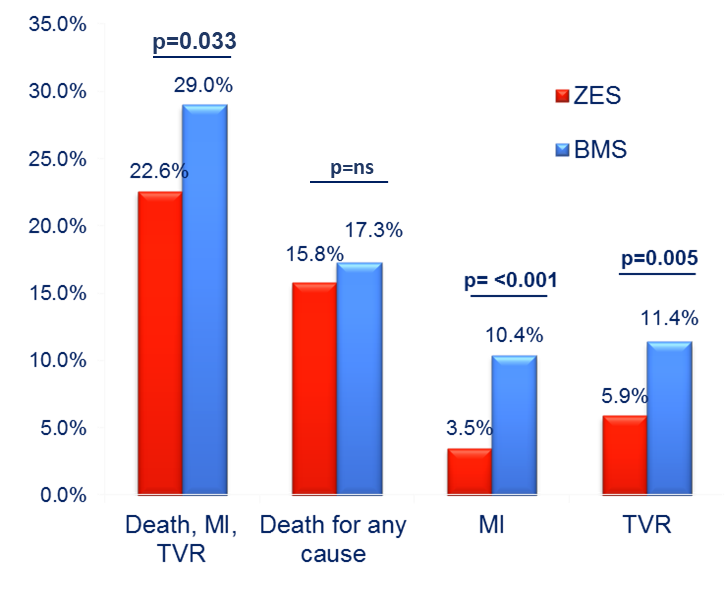 35.0%
30.0%
25.0%
20.0%
15.0%
10.0%
5.0%
0.0%
p=0.033
29.0%
22.6%
p=ns
17.3%
15.8%
p= <0.001
10.4%
3.5%
p=0.005
11.4%
5.9%
ZES
BMS
Death, MI,
TVR
Death for any
cause
MI
TVR